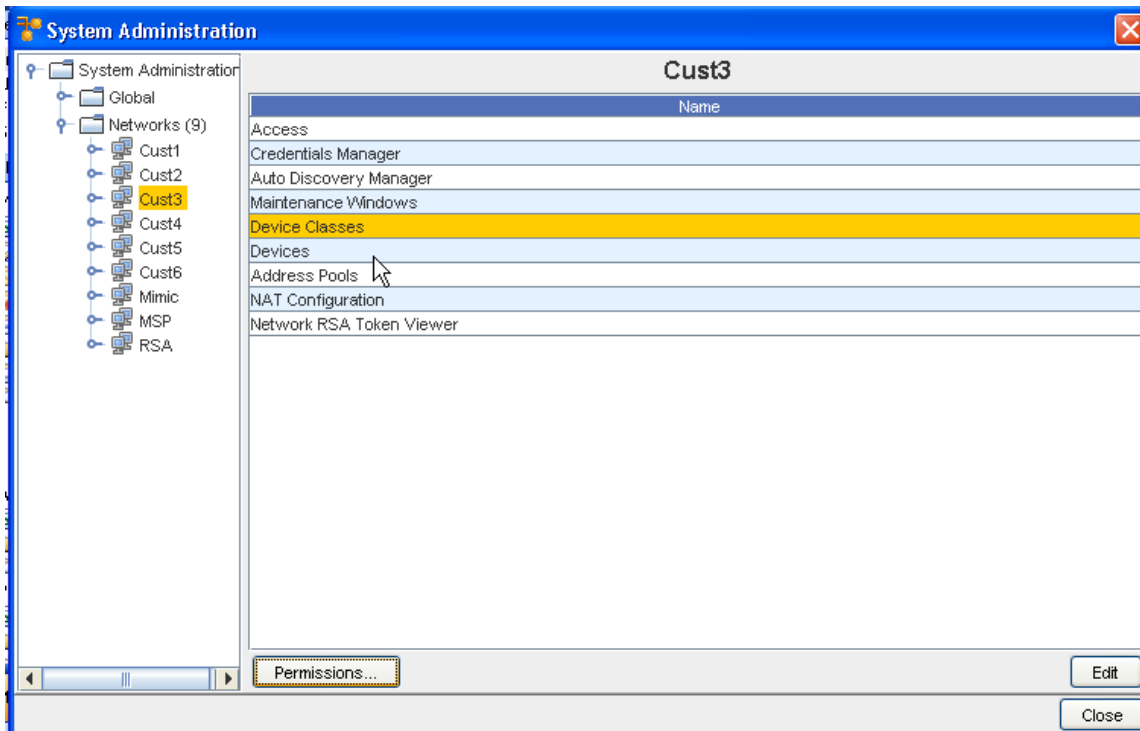 System Administration
System Administration
Global
Networks (9)
Cust1
Cust2
Cust3
Cust4
Cust5
Cust6
Mimic
MSP
RSA
Cust3
Name
Access
Credentials Manager
Auto Discovery Manager
Maintenance Windows
Device Classes
Devices
Address Pools
NAT Configuration
Network RSA Token Viewer
Permissions...
Edit
Close